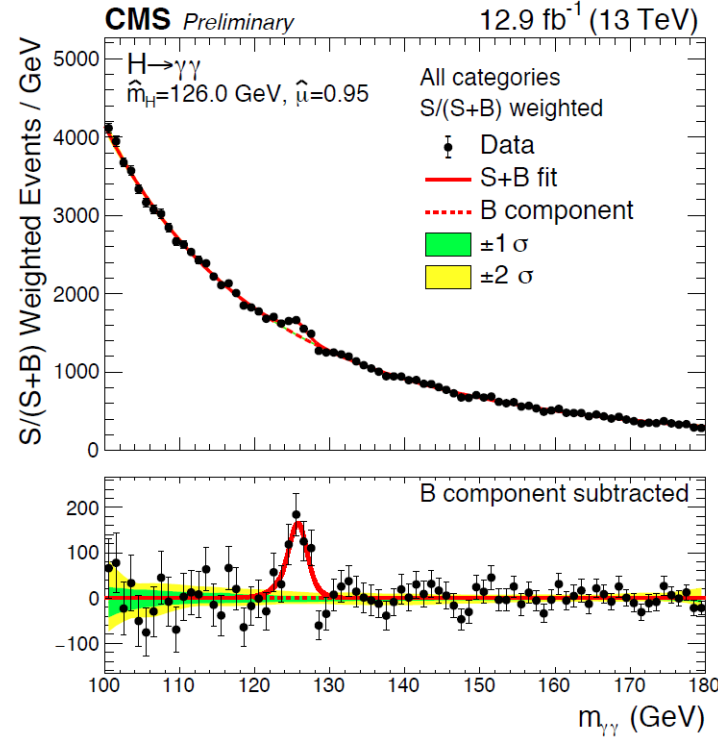 CMS Preliminary 12.9 fb⁻¹ (13 TeV)
H→γγ
m̂_H=126.0 GeV, μ̂=0.95
All categories
S/(S+B) weighted
Data
S+B fit
B component
±1 σ
±2 σ
S/(S+B) Weighted Events / GeV
5000
4000
3000
2000
1000
0
B component subtracted
200
100
0
−100
100 110 120 130 140 150 160 170 180
m_γγ (GeV)